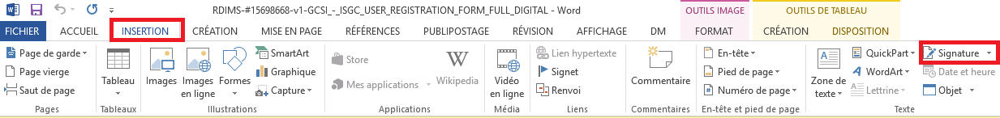 RDIMS-#15698668-v1-GCSI_-_ISGC_USER_REGISTRATION_FORM_FULL_DIGITAL - Word
OUTILS IMAGE OUTILS DE TABLEAU
FICHIER ACCUEIL INSERTION CRÉATION MISE EN PAGE RÉFÉRENCES PUBLIPOSTAGE RÉVISION AFFICHAGE DM FORMAT CRÉATION DISPOSITION
Page de garde
Page vierge
Saut de page
Pages
Tableau
Tableaux
Images
Images
en ligne
Formes
SmartArt
Graphique
Capture
Illustrations
Store
Mes applications
Wikipedia
Applications
Vidéo
en ligne
Média
Lien hypertexte
Signet
Renvoi
Liens
Commentaire
Commentaires
En-tête
Pied de page
Numéro de page
En-tête et pied de page
Zone de
texte
QuickPart
WordArt
Lettrine
Signature
Date et heure
Objet
Texte